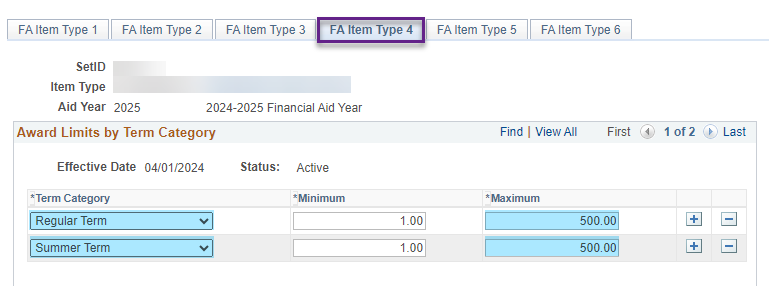 FA Item Type 1 FA Item Type 2 FA Item Type 3 FA Item Type 4 FA Item Type 5 FA Item Type 6
SetID
Item Type
Aid Year 2025 2024-2025 Financial Aid Year
Award Limits by Term Category Find | View All First 1 of 2 Last
Effective Date 04/01/2024 Status: Active
*Term Category *Minimum *Maximum
Regular Term 1.00 500.00
Summer Term 1.00 500.00